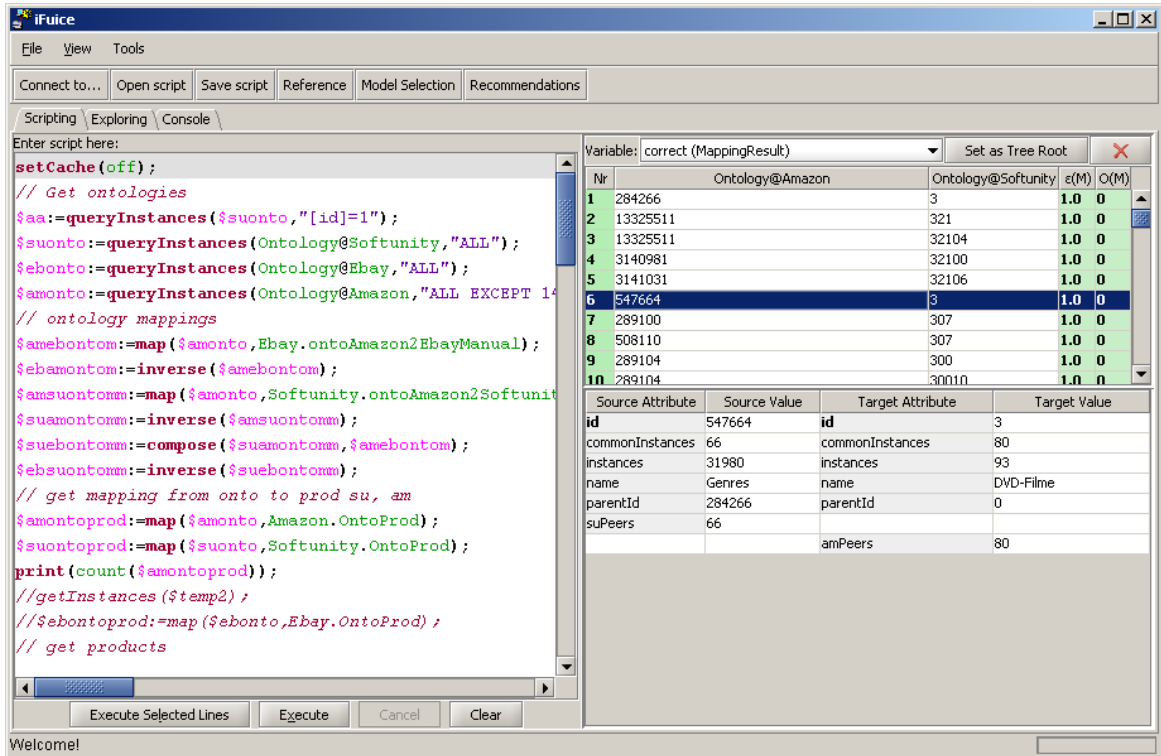 iFuice
File View Tools
Connect to... Open script Save script Reference Model Selection Recommendations
Scripting Exploring Console
Enter script here:
setCache(off);
// Get ontologies
$aa:=queryInstances($suonto,"[id]=1");
$suonto:=queryInstances(Ontology@Softunity,"ALL");
$ebonto:=queryInstances(Ontology@Ebay,"ALL");
$amonto:=queryInstances(Ontology@Amazon,"ALL EXCEPT 14
// ontology mappings
$amebontom:=map($amonto,Ebay.ontoAmazon2EbayManual);
$ebamontom:=inverse($amebontom);
$amsuontomm:=map($amonto,Softunity.ontoAmazon2Softunit
$suamontomm:=inverse($amsuontomm);
$suebontomm:=compose($suamontomm,$amebontom);
$ebsuontomm:=inverse($suebontomm);
// get mapping from onto to prod su, am
$amontoprod:=map($amonto,Amazon.OntoProd);
$suontoprod:=map($suonto,Softunity.OntoProd);
print(count($amontoprod));
//getInstances($temp2);
//$ebontoprod:=map($ebonto,Ebay.OntoProd);
// get products
Execute Selected Lines Execute Cancel Clear
Variable: correct (MappingResult) Set as Tree Root
Nr Ontology@Amazon Ontology@Softunity ε(M) O(M)
1 284266 3 1.0 0
2 13325511 321 1.0 0
3 13325511 32104 1.0 0
4 3140981 32100 1.0 0
5 3141031 32106 1.0 0
6 547664 3 1.0 0
7 289100 307 1.0 0
8 508110 307 1.0 0
9 289104 300 1.0 0
10 289104 30010 1.0 0
Source Attribute Source Value Target Attribute Target Value
id 547664 id 3
commonInstances 66 commonInstances 80
instances 31980 instances 93
name Genres name DVD-Filme
parentId 284266 parentId 0
suPeers 66
amPeers 80
Welcome!